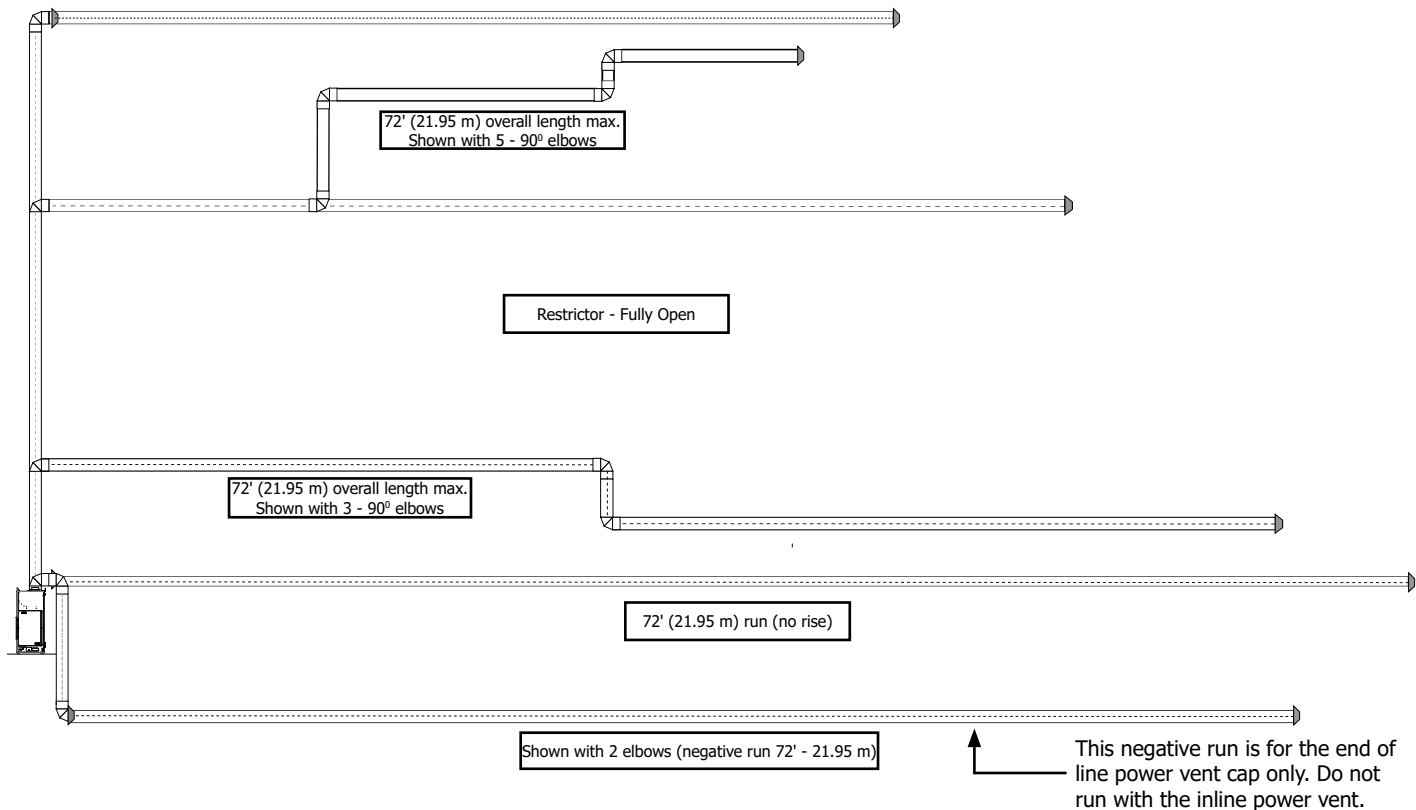 72' (21.95 m) overall length max.
Shown with 5 - 90⁰ elbows
Restrictor - Fully Open
72' (21.95 m) overall length max.
Shown with 3 - 90⁰ elbows
72' (21.95 m) run (no rise)
Shown with 2 elbows (negative run 72' - 21.95 m)
This negative run is for the end of
line power vent cap only. Do not
run with the inline power vent.